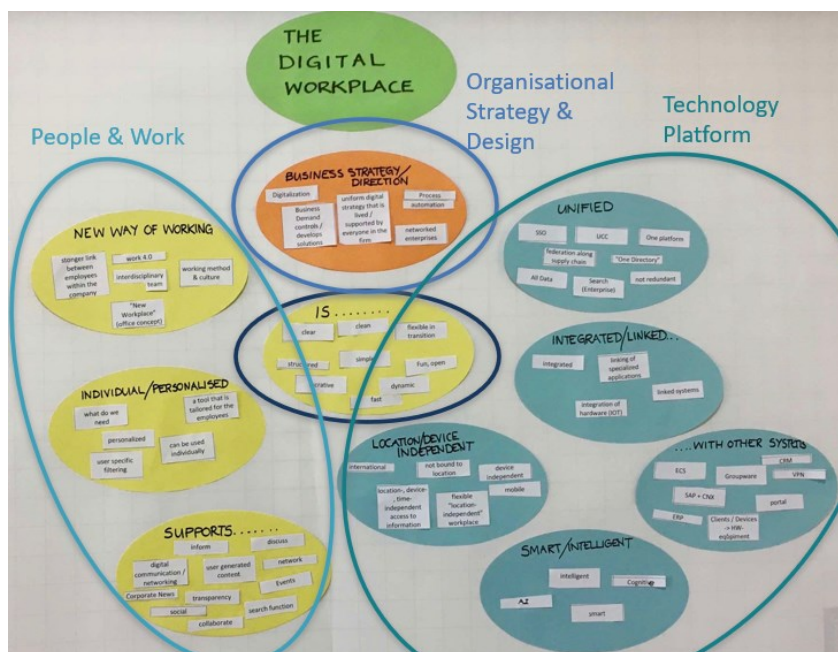 THE
DIGITAL
WORKPLACE
Organisational
Strategy &
Design
Technology
Platform
People & Work
BUSINESS STRATEGY/
DIRECTION
Digitalization
Business
Demand
controls /
develops
solutions
uniform digital
strategy that is
lived /
supported by
everyone in the
firm
Process
automation
networked
enterprises
NEW WAY OF WORKING
stonger link
between
employees
within the
company
work 4.0
interdisciplinary
team
working method
& culture
"New
Workplace"
(office concept)
IS........
clear
clean
flexible in
transition
structured
simple
Fun, open
dynamic
fast
INDIVIDUAL/PERSONALISED
what do we
need
a tool that is
tailored for the
employees
personalized
can be used
individually
user specific
filtering
SUPPORTS.......
inform
discuss
digital
communication /
networking
user generated
content
network
Corporate News
transparency
Events
social
search function
collaborate
UNIFIED
SSO
UCC
One platform
federation along
supply chain
"One Directory"
All Data
Search
(Enterprise)
not redundant
INTEGRATED/LINKED...
integrated
linking of
specialized
applications
linked systems
integration of
hardware (IOT)
LOCATION/DEVICE
INDEPENDENT
international
not bound to
location
device
independent
location-, device-
, time-
independent
access to
information
flexible
"location-
independent"
workplace
mobile
....WITH OTHER SYSTEMS
ECS
Groupware
CPM
VPN
SAP + CNX
portal
ERP
Clients / Devices
-> HW-
equipment
SMART/INTELLIGENT
intelligent
Cognitive
AI
smart